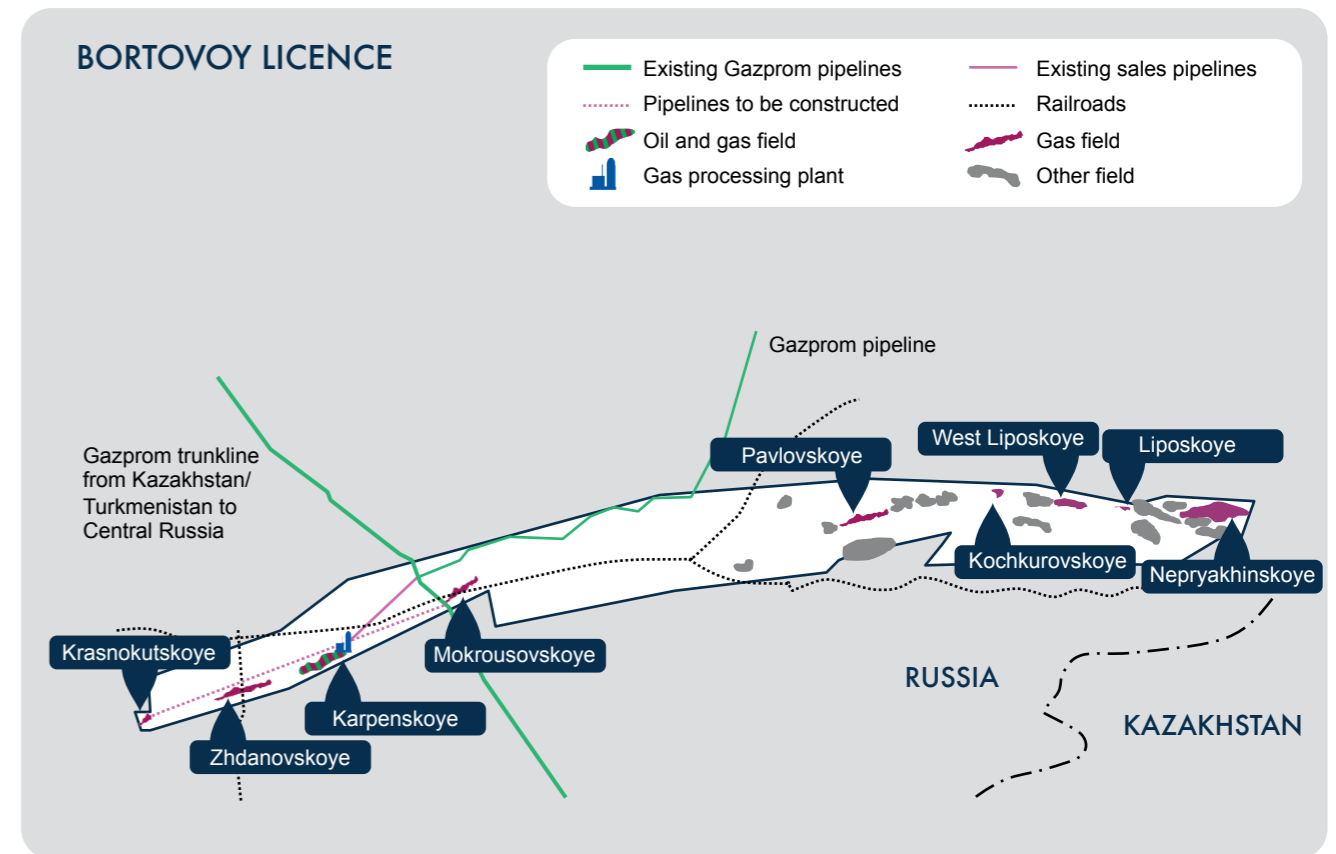 BORTOVOY LICENCE
Existing Gazprom pipelines
Existing sales pipelines
Pipelines to be constructed
Railroads
Oil and gas field
Gas field
Gas processing plant
Other field
Gazprom pipeline
Gazprom trunkline
from Kazakhstan/
Turkmenistan to
Central Russia
Pavlovskoye
West Liposkoye
Liposkoye
Kochkurovskoye
Nepryakhinskoye
Krasnokutskoye
Mokrousovskoye
Karpenskoye
Zhdanovskoye
RUSSIA
KAZAKHSTAN